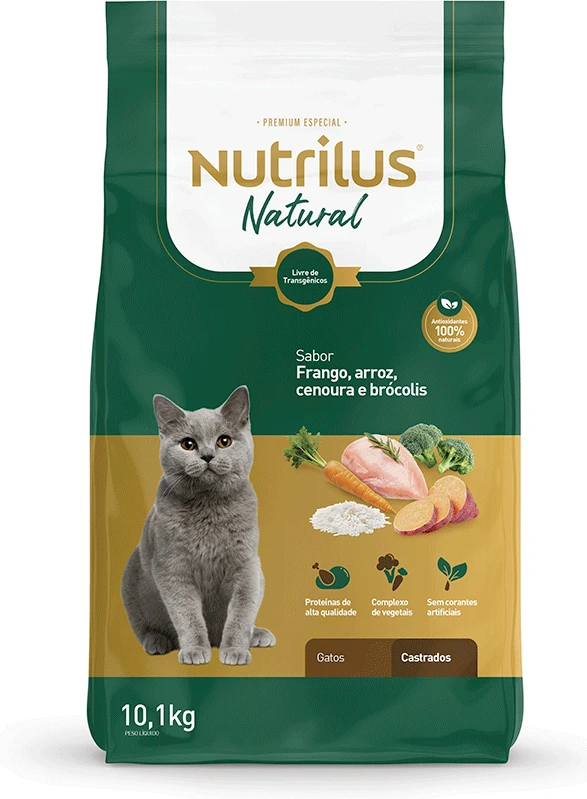 • PREMIUM ESPECIAL •
Nutrilus®
Natural
Livre de
Transgênicos
Antioxidantes
100%
naturais
Sabor
Frango, arroz,
cenoura e brócolis
Proteínas de
alta qualidade
Complexo
de vegetais
Sem corantes
artificiais
Gatos
Castrados
10,1kg
PESO LÍQUIDO